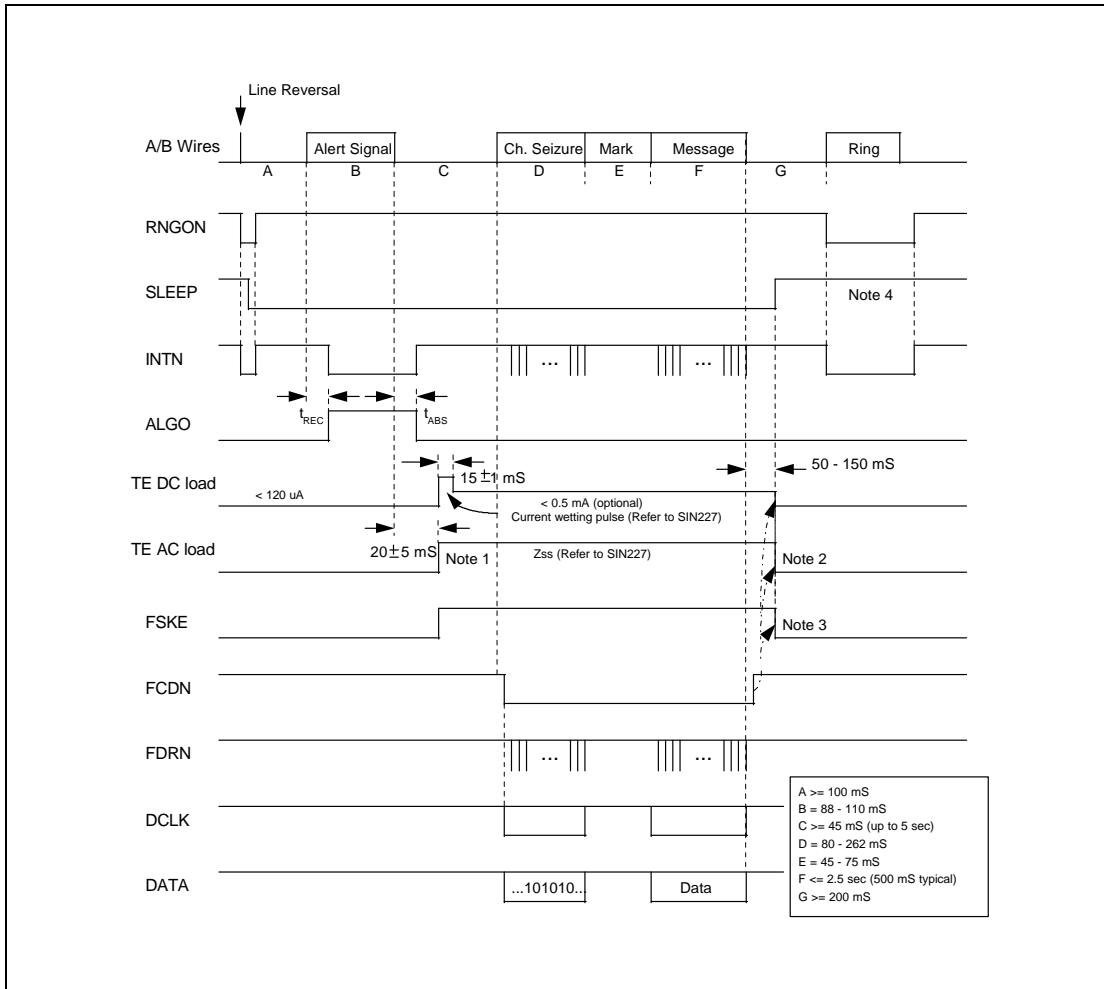 Line Reversal
A/B Wires
Alert Signal
Ch. Seizure
Mark
Message
Ring
A
B
C
D
E
F
G
RNGON
SLEEP
Note 4
INTN
tREC
tABS
ALGO
50 - 150 mS
15 ± 1 mS
TE DC load
< 120 uA
< 0.5 mA (optional)
Current wetting pulse (Refer to SIN227)
TE AC load
20 ± 5 mS
Note 1
Zss (Refer to SIN227)
Note 2
FSKE
Note 3
FCDN
FDRN
...
...
...
...
DCLK
DATA
...101010...
Data
A >= 100 mS
B = 88 - 110 mS
C >= 45 mS (up to 5 sec)
D = 80 - 262 mS
E = 45 - 75 mS
F <= 2.5 sec (500 mS typical)
G >= 200 mS